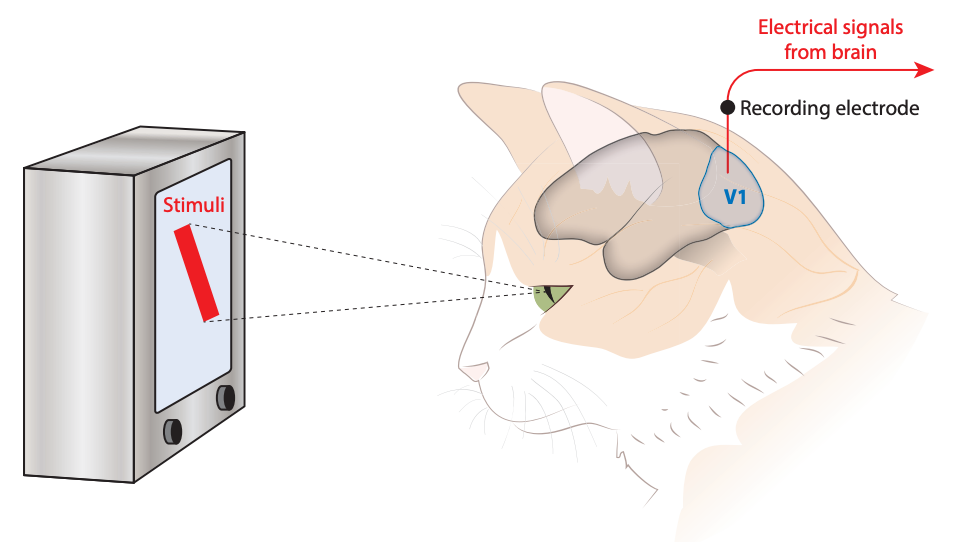 Electrical signals
from brain
Recording electrode
Stimuli
V1